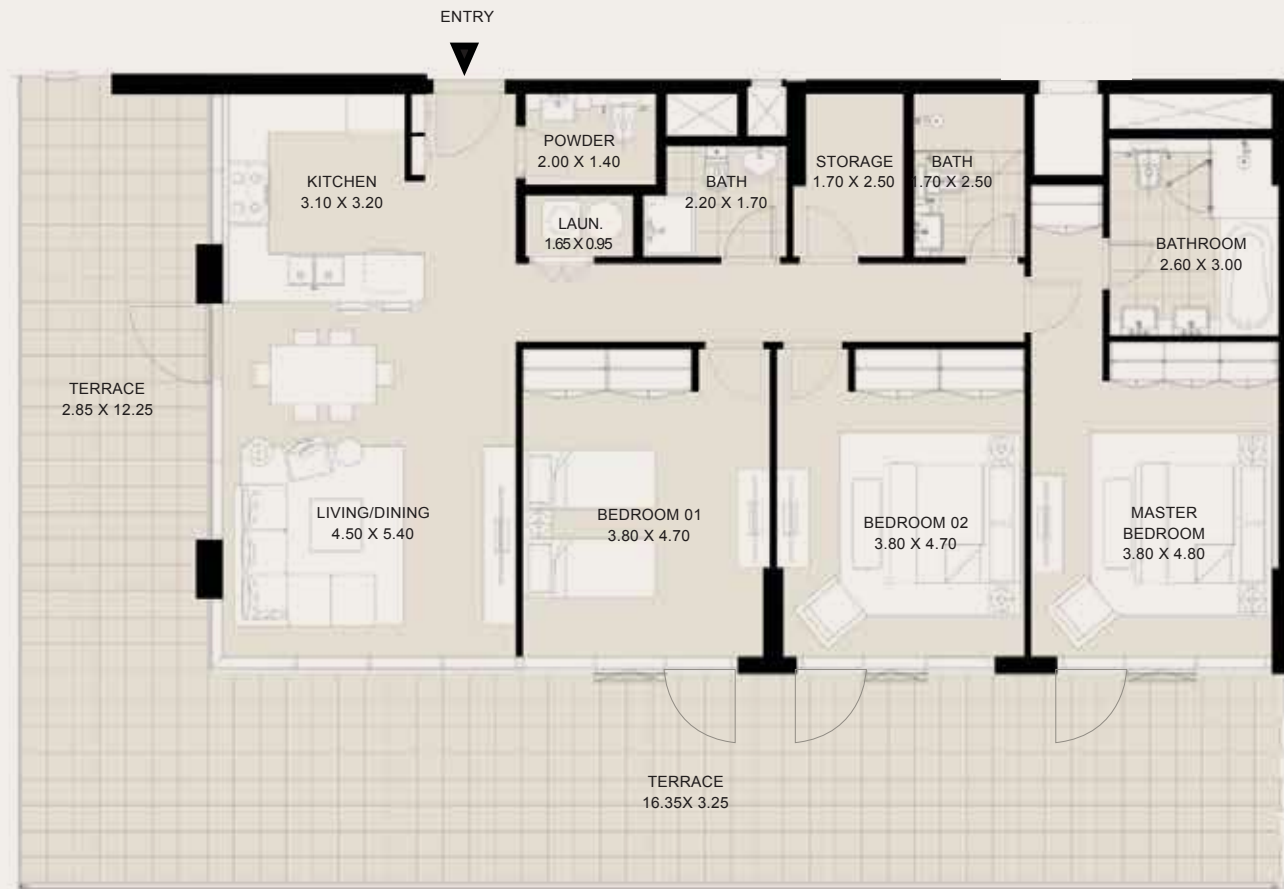 ENTRY
POWDER
2.00 X 1.40
KITCHEN
3.10 X 3.20
BATH
2.20 X 1.70
STORAGE
1.70 X 2.50
BATH
1.70 X 2.50
LAUN.
1.65 X 0.95
BATHROOM
2.60 X 3.00
TERRACE
2.85 X 12.25
LIVING/DINING
4.50 X 5.40
BEDROOM 01
3.80 X 4.70
BEDROOM 02
3.80 X 4.70
MASTER
BEDROOM
3.80 X 4.80
TERRACE
16.35X 3.25